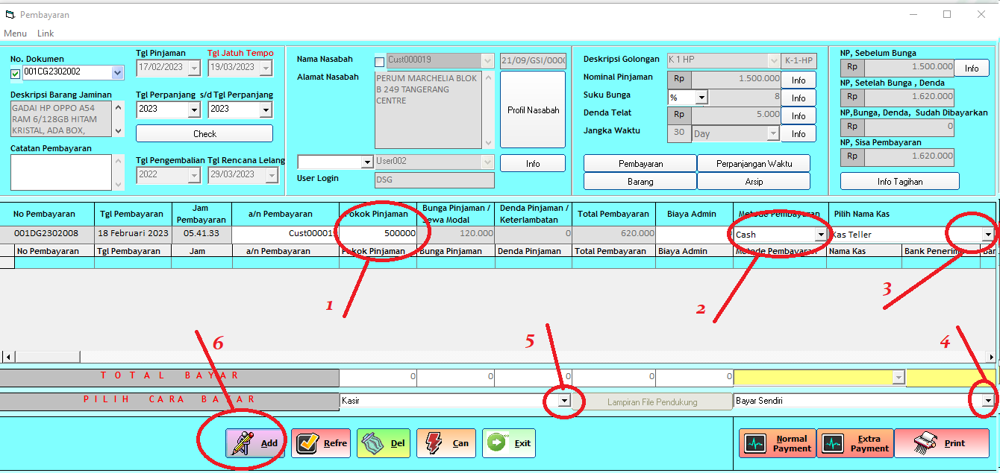 Pembayaran
Menu Link
No. Dokumen
001CG2302002
Deskripsi Barang Jaminan
GADAI HP OPPO A54
RAM 6/128GB HITAM
KRISTAL, ADA BOX,
Catatan Pembayaran
Tgl Pinjaman Tgl Jatuh Tempo
17/02/2023 19/03/2023
Tgl Perpanjang s/d Tgl Perpanjang
2023 2023
Check
Tgl Pengembalian Tgl Rencana Lelang
2022 29/03/2023
Nama Nasabah Cust000019 21/09/GSI/000
Alamat Nasabah
PERUM MARCHELIA BLOK
B 249 TANGERANG
CENTRE
Profil Nasabah
User002 Info
User Login DSG
Deskripsi Golongan K 1 HP K-1-HP
Nominal Pinjaman Rp 1.500.000 Info
Suku Bunga % 8 Info
Denda Telat Rp 5.000 Info
Jangka Waktu 30 Day Info
Pembayaran Perpanjangan Waktu
Barang Arsip
NP, Sebelum Bunga
Rp 1.500.000 Info
NP, Setelah Bunga , Denda
Rp 1.620.000
NP,Bunga, Denda, Sudah Dibayarkan
Rp 0
NP, Sisa Pembayaran
Rp 1.620.000
Info Tagihan
No Pembayaran Tgl Pembayaran Jam Pembayaran a/n Pembayaran Pokok Pinjaman Bunga Pinjaman / Sewa Modal Denda Pinjaman / Keterlambatan Total Pembayaran Biaya Admin Metode Pembayaran Pilih Nama Kas
001DG2302008 18 Februari 2023 05.41.33 Cust000019 500000 120.000 0 620.000 Cash Kas Teller
No Pembayaran Tgl Pembayaran Jam a/n Pembayaran Pokok Pinjaman Bunga Pinjaman Denda Pinjaman Total Pembayaran Biaya Admin Metode Pembayaran Nama Kas Bank Penerim
1
2
3
4
5
6
TOTAL BAYAR 0 0 0 0 0
PILIH CARA BAYAR Kasir Lampiran File Pendukung Bayar Sendiri
Add Refre Del Can Exit
Normal Payment Extra Payment Print